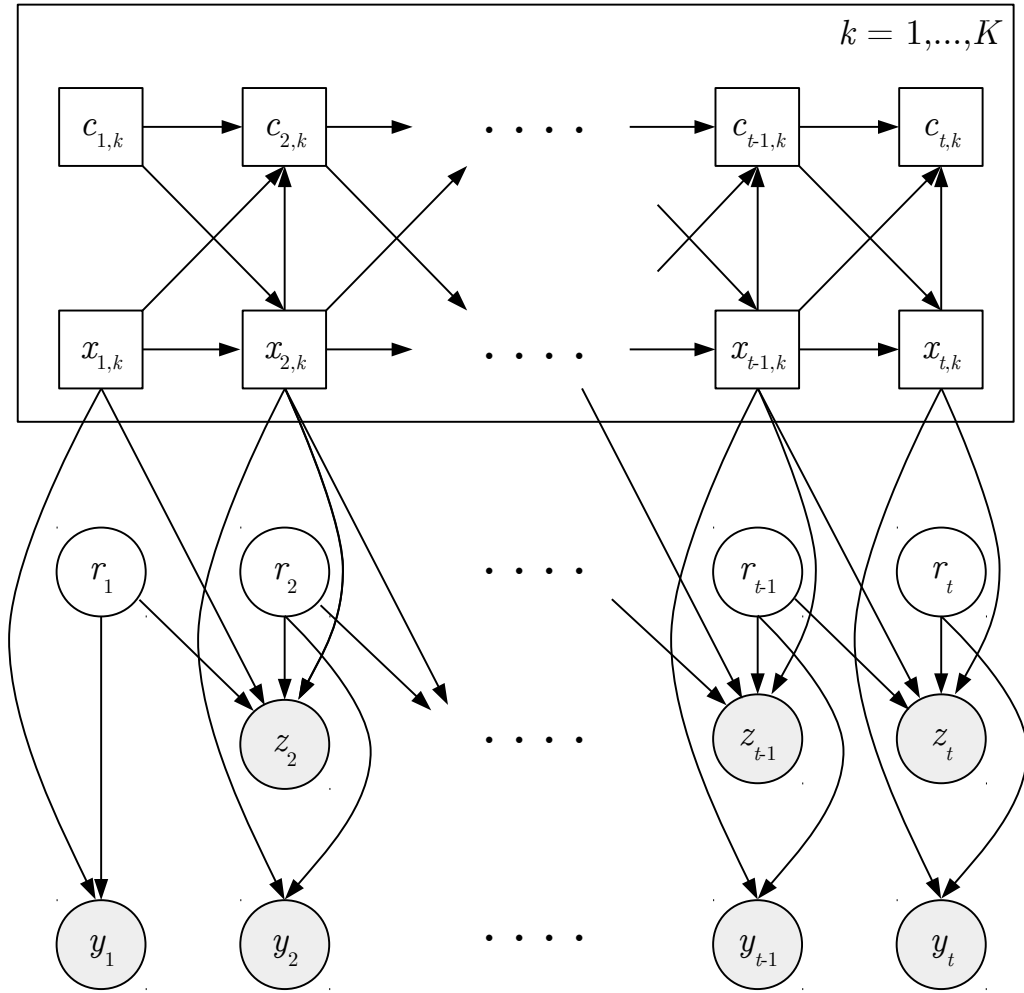 k = 1,...,K
c1,k c2,k . . . . ct-1,k ct,k
x1,k x2,k . . . . xt-1,k xt,k
r1 r2 . . . . rt-1 rt
z2 . . . . zt-1 zt
y1 y2 . . . . yt-1 yt